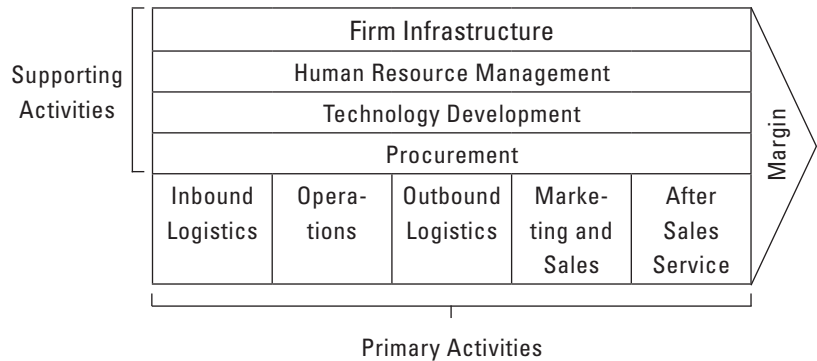 Firm Infrastructure
Human Resource Management
Technology Development
Procurement
Supporting
Activities
Inbound
Logistics
Opera-
tions
Outbound
Logistics
Marke-
ting and
Sales
After
Sales
Service
Margin
Primary Activities